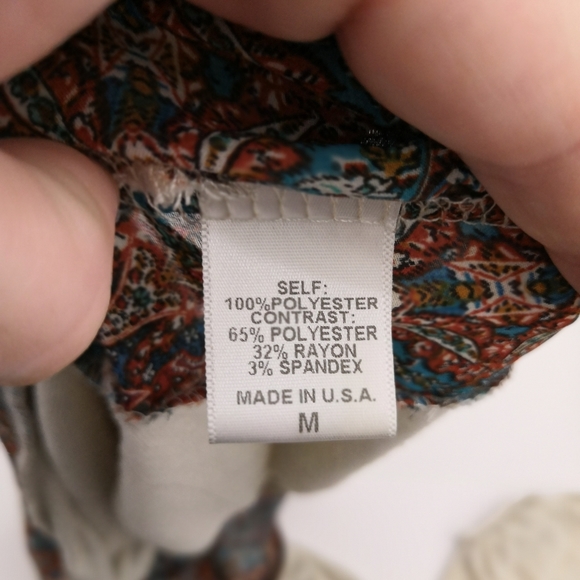 SELF:
100%POLYESTER
CONTRAST:
65% POLYESTER
32% RAYON
3% SPANDEX
MADE IN U.S.A.
M